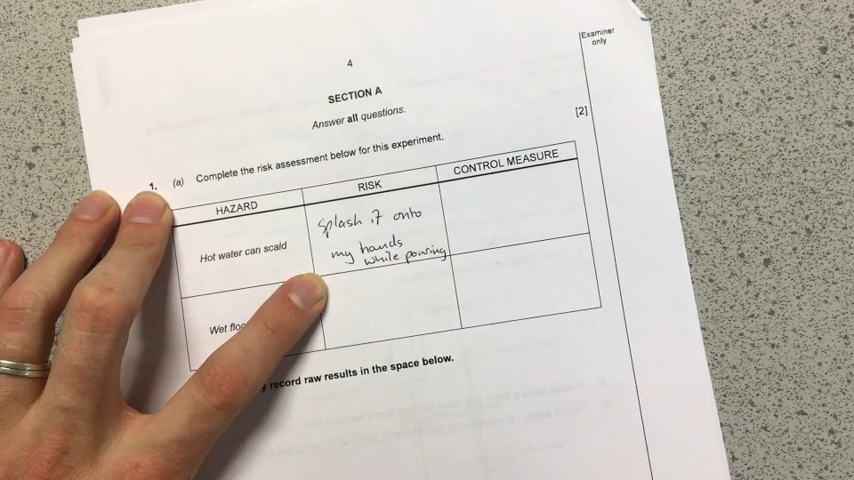 Examiner
only
4
SECTION A
Answer all questions.
[2]
1. (a) Complete the risk assessment below for this experiment.
HAZARD RISK CONTROL MEASURE
Hot water can scald
splash it onto
my hands
while pouring
Wet
record raw results in the space below.